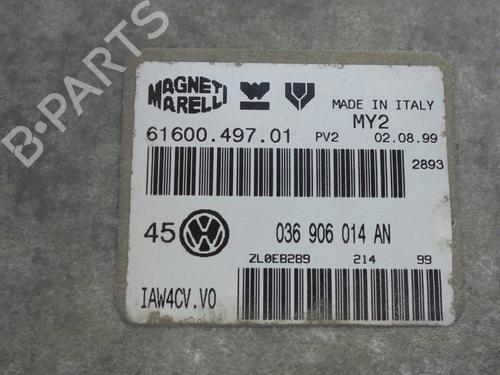 B-PARTS
MAGNETI
MARELLI
MADE IN ITALY
MY2
61600.497.01 PV2 02.08.99
2893
45 036 906 014 AN
ZL0EB289 214 99
IAW4CV.V0